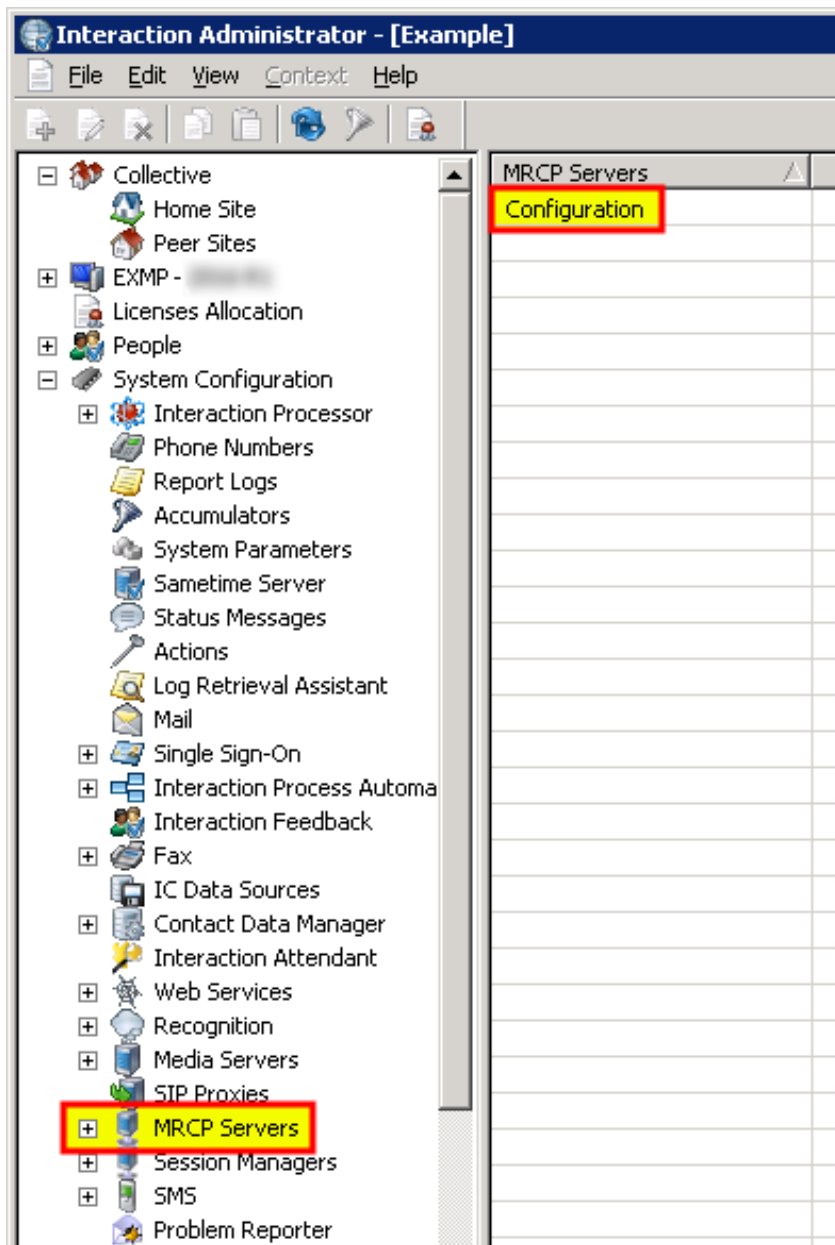 Interaction Administrator - [Example]
File Edit View Context Help
Collective
Home Site
Peer Sites
EXMP -
Licenses Allocation
People
System Configuration
Interaction Processor
Phone Numbers
Report Logs
Accumulators
System Parameters
Sametime Server
Status Messages
Actions
Log Retrieval Assistant
Mail
Single Sign-On
Interaction Process Automa
Interaction Feedback
Fax
IC Data Sources
Contact Data Manager
Interaction Attendant
Web Services
Recognition
Media Servers
SIP Proxies
MRCP Servers
Session Managers
SMS
Problem Reporter
MRCP Servers
Configuration